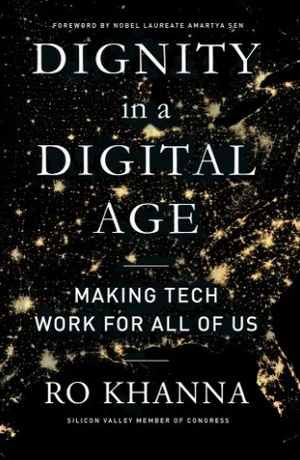 FOREWORD BY NOBEL LAUREATE AMARTYA SEN
DIGNITY
in a
DIGITAL
AGE
MAKING TECH
WORK FOR ALL OF US
RO KHANNA
SILICON VALLEY MEMBER OF CONGRESS